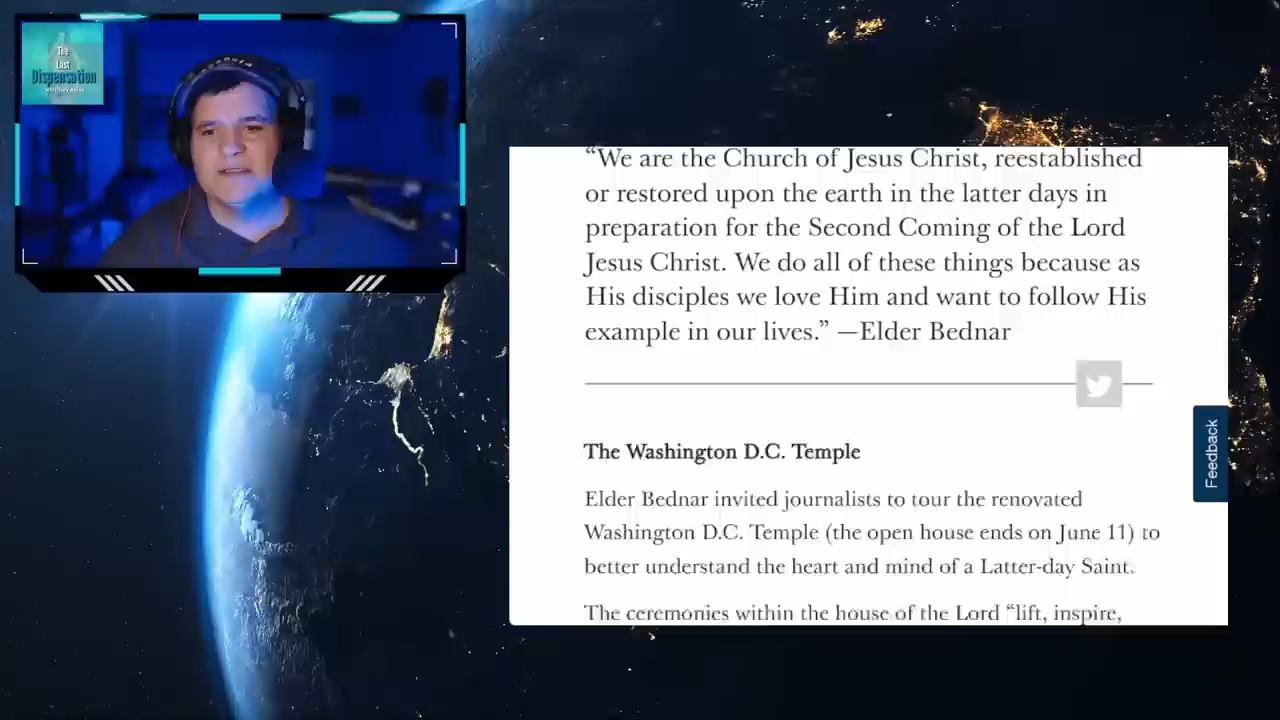 The
Last
Dispensation
“We are the Church of Jesus Christ, reestablished
or restored upon the earth in the latter days in
preparation for the Second Coming of the Lord
Jesus Christ. We do all of these things because as
His disciples we love Him and want to follow His
example in our lives.” —Elder Bednar
The Washington D.C. Temple
Elder Bednar invited journalists to tour the renovated
Washington D.C. Temple (the open house ends on June 11) to
better understand the heart and mind of a Latter-day Saint.
The ceremonies within the house of the Lord “lift, inspire,
Feedback